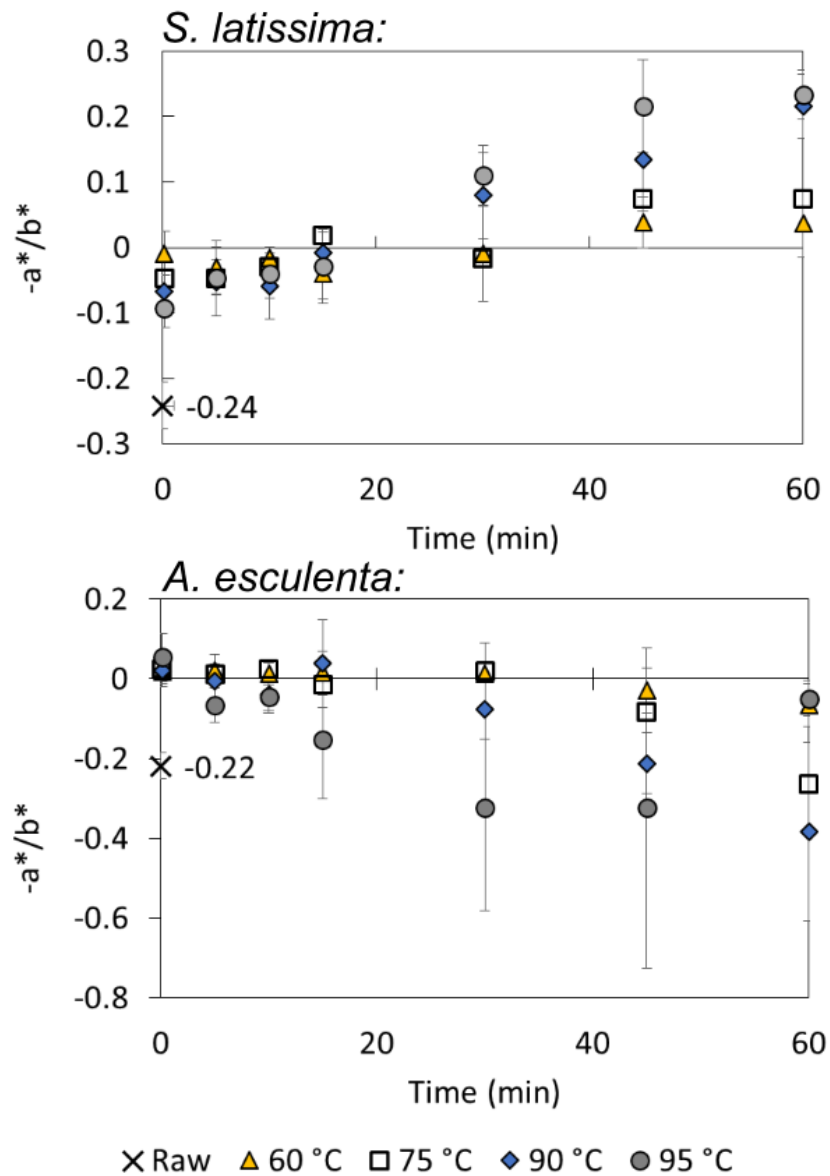 S. latissima:
0.3
0.2
0.1
0
-0.1
-0.2
-0.3
-a*/b*
-0.24
0 20 40 60
Time (min)
A. esculenta:
0.2
0
-0.2
-0.4
-0.6
-0.8
-a*/b*
-0.22
0 20 40 60
Time (min)
Raw 60 °C 75 °C 90 °C 95 °C